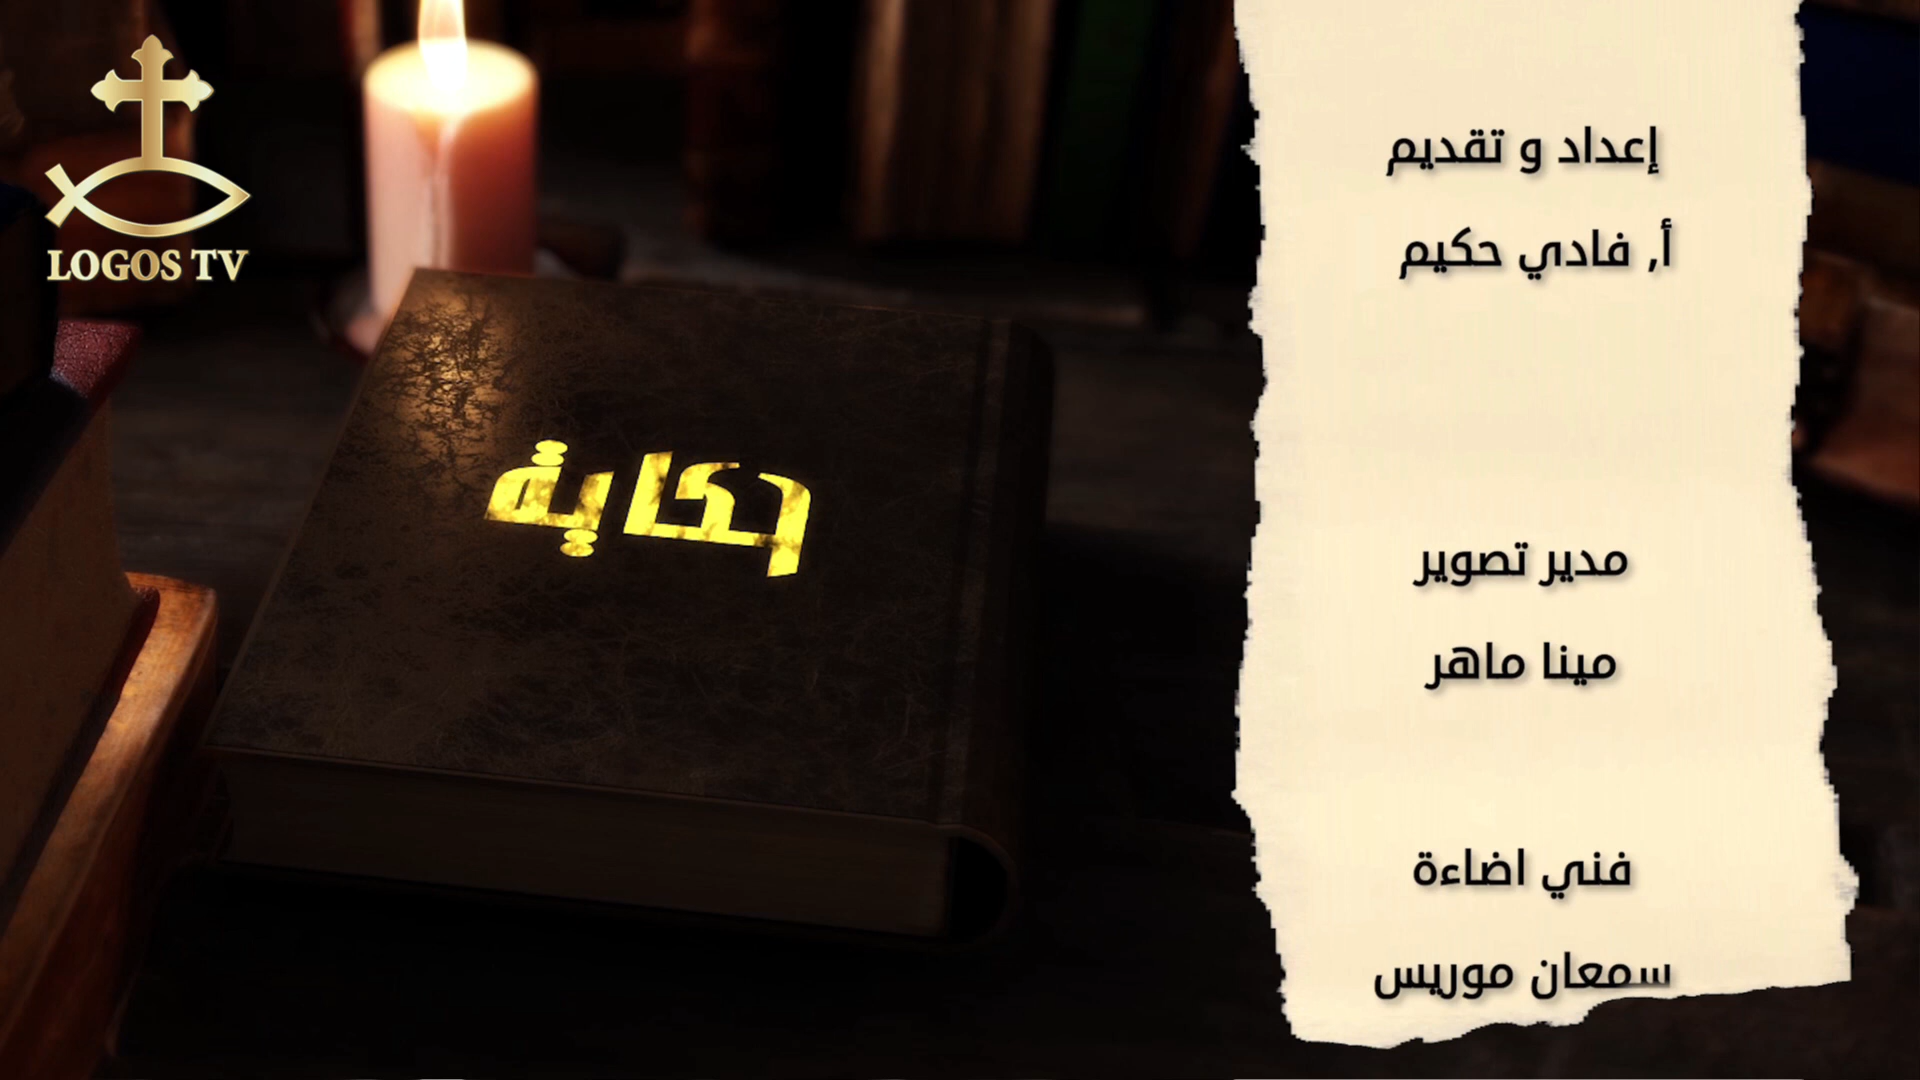 LOGOS TV
حكاية
إعداد و تقديم
أ, فادي حكيم
مدير تصوير
مينا ماهر
فني اضاءة
سمعان موريس